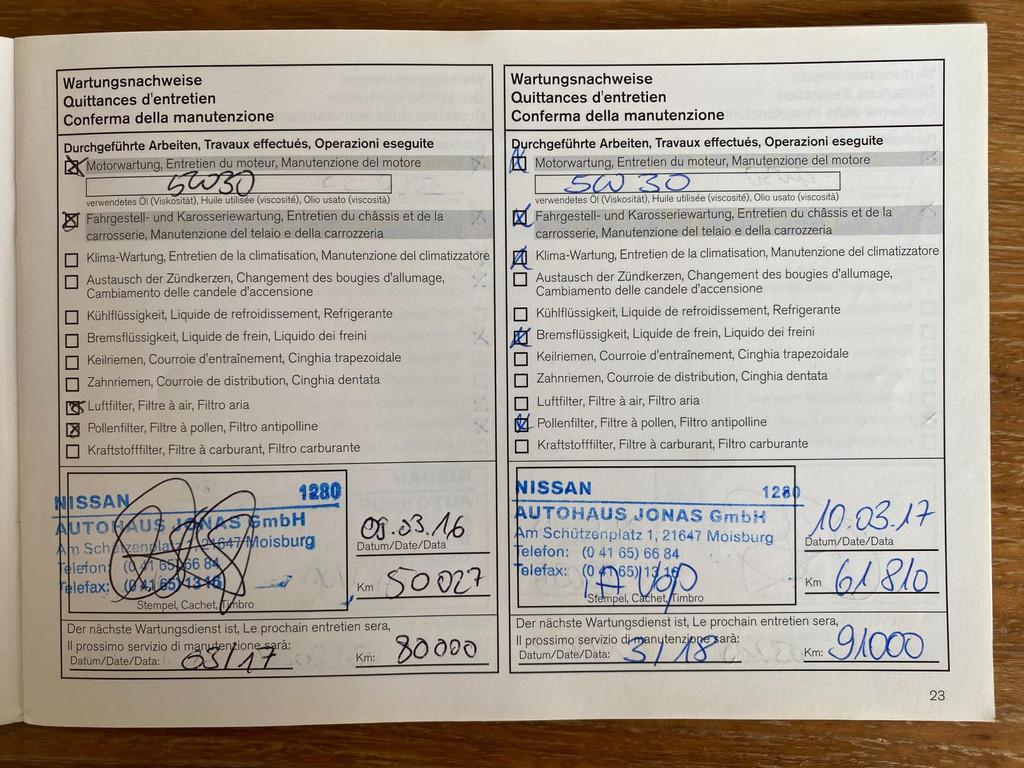 Wartungsnachweise
Quittances d'entretien
Conferma della manutenzione
Durchgeführte Arbeiten, Travaux effectués, Operazioni eseguite
Motorwartung, Entretien du moteur, Manutenzione del motore
5W30
verwendetes Öl (Viskosität), Huile utilisée (viscosité), Olio usato (viscosità)
Fahrgestell- und Karosseriewartung, Entretien du châssis et de la
carrosserie, Manutenzione del telaio e della carrozzeria
Klima-Wartung, Entretien de la climatisation, Manutenzione del climatizzatore
Austausch der Zündkerzen, Changement des bougies d'allumage,
Cambiamento delle candele d'accensione
Kühlflüssigkeit, Liquide de refroidissement, Refrigerante
Bremsflüssigkeit, Liquide de frein, Liquido dei freini
Keilriemen, Courroie d'entraînement, Cinghia trapezoidale
Zahnriemen, Courroie de distribution, Cinghia dentata
Luftfilter, Filtre à air, Filtro aria
Pollenfilter, Filtre à pollen, Filtro antipolline
Kraftstofffilter, Filtre à carburant, Filtro carburante
NISSAN 1280
AUTOHAUS JONAS GmbH
Am Schützenplatz 1, 21647 Moisburg
Telefon: (0 41 65) 66 84
Telefax: (0 41 65) 13 16
Stempel, Cachet, Timbro
09.03.16
Datum/Date/Data
Km 50027
Der nächste Wartungsdienst ist, Le prochain entretien sera,
Il prossimo servizio di manutenzione sarà:
Datum/Date/Data: 03/17 Km: 80000
Wartungsnachweise
Quittances d'entretien
Conferma della manutenzione
Durchgeführte Arbeiten, Travaux effectués, Operazioni eseguite
Motorwartung, Entretien du moteur, Manutenzione del motore
5W30
verwendetes Öl (Viskosität), Huile utilisée (viscosité), Olio usato (viscosità)
Fahrgestell- und Karosseriewartung, Entretien du châssis et de la
carrosserie, Manutenzione del telaio e della carrozzeria
Klima-Wartung, Entretien de la climatisation, Manutenzione del climatizzatore
Austausch der Zündkerzen, Changement des bougies d'allumage,
Cambiamento delle candele d'accensione
Kühlflüssigkeit, Liquide de refroidissement, Refrigerante
Bremsflüssigkeit, Liquide de frein, Liquido dei freini
Keilriemen, Courroie d'entraînement, Cinghia trapezoidale
Zahnriemen, Courroie de distribution, Cinghia dentata
Luftfilter, Filtre à air, Filtro aria
Pollenfilter, Filtre à pollen, Filtro antipolline
Kraftstofffilter, Filtre à carburant, Filtro carburante
NISSAN 1280
AUTOHAUS JONAS GmbH
Am Schützenplatz 1, 21647 Moisburg
Telefon: (0 41 65) 66 84
Telefax: (0 41 65) 13 16
Stempel, Cachet, Timbro
10.03.17
Datum/Date/Data
Km 61810
Der nächste Wartungsdienst ist, Le prochain entretien sera,
Il prossimo servizio di manutenzione sarà:
Datum/Date/Data: 3/18 Km: 91000
23